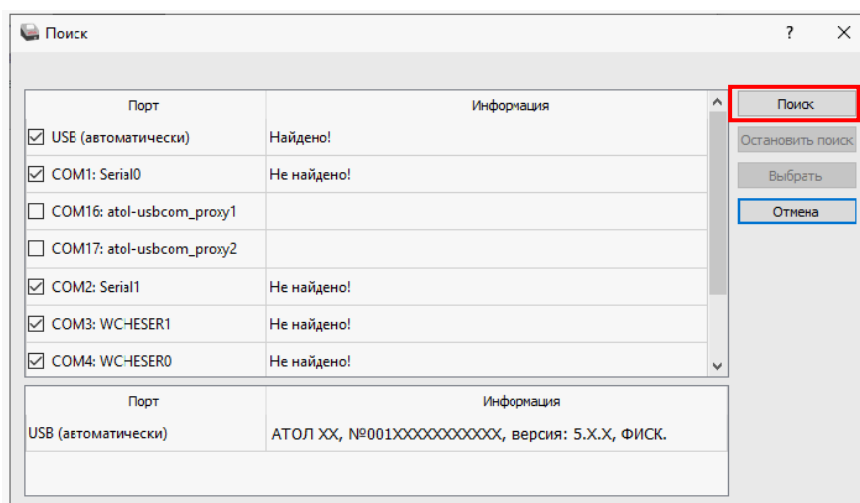 Поиск
?
Порт Информация
USB (автоматически) Найдено!
COM1: Serial0 Не найдено!
COM16: atol-usbcom_proxy1
COM17: atol-usbcom_proxy2
COM2: Serial1 Не найдено!
COM3: WCHESER1 Не найдено!
COM4: WCHESER0 Не найдено!
Поиск
Остановить поиск
Выбрать
Отмена
Порт Информация
USB (автоматически) АТОЛ XX, №001XXXXXXXXXXX, версия: 5.X.X, ФИСК.